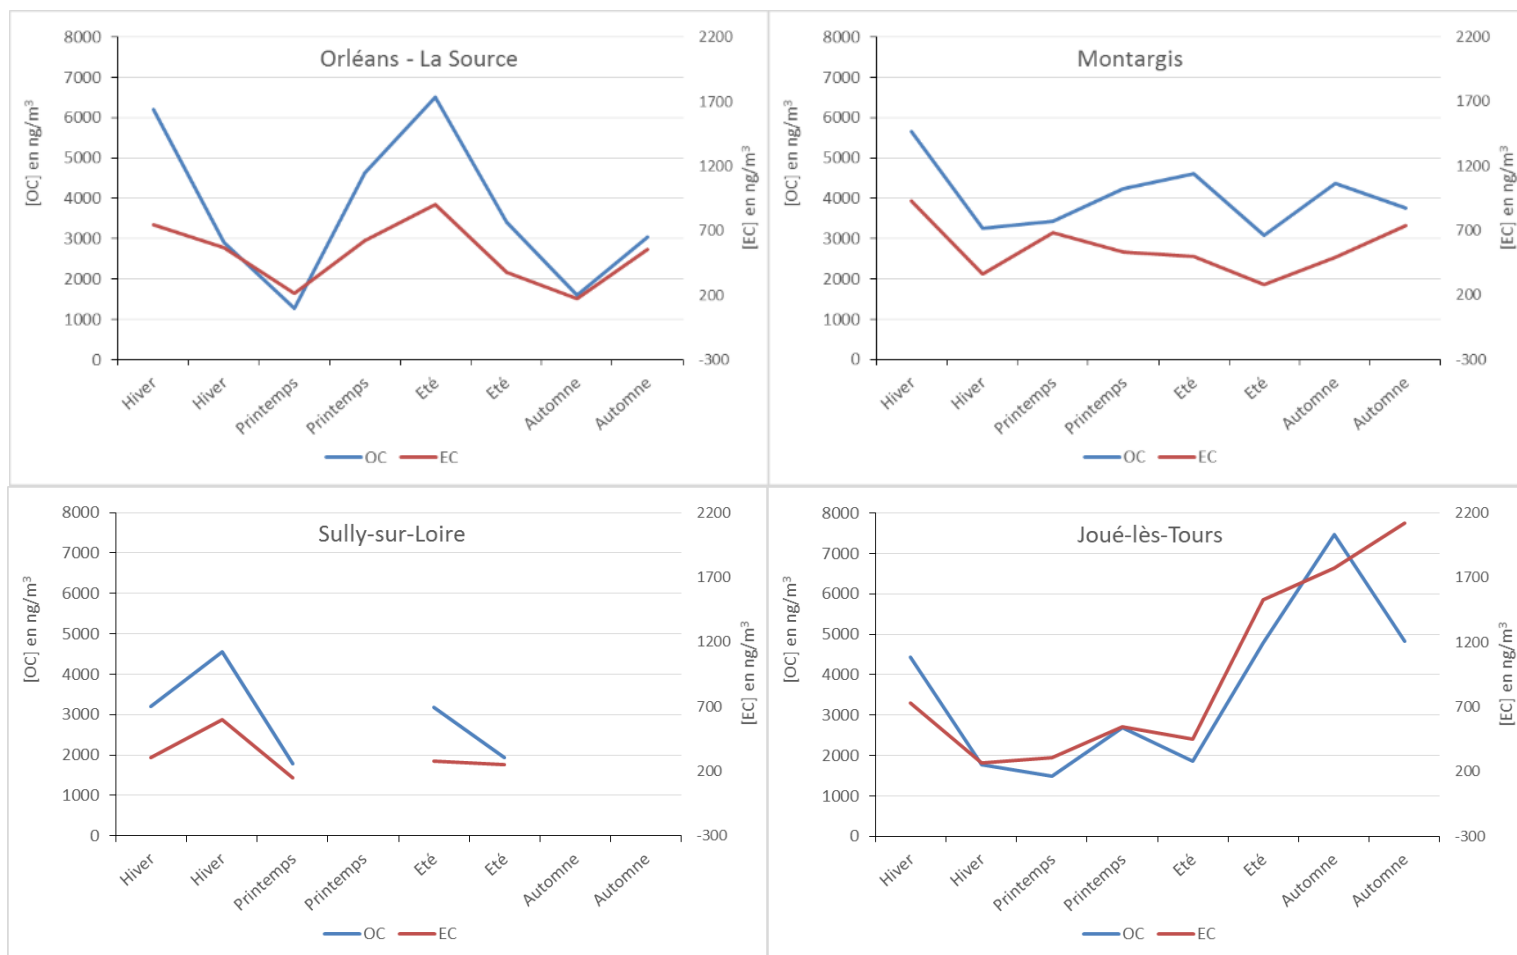 Orléans - La Source
[OC] en ng/m³
8000
7000
6000
5000
4000
3000
2000
1000
0
2200
1700
1200
700
200
-300
[EC] en ng/m³
Hiver
Hiver
Printemps
Printemps
Eté
Eté
Automne
Automne
OC
EC
Montargis
[OC] en ng/m³
8000
7000
6000
5000
4000
3000
2000
1000
0
2200
1700
1200
700
200
-300
[EC] en ng/m³
Hiver
Hiver
Printemps
Printemps
Eté
Eté
Automne
Automne
OC
EC
Sully-sur-Loire
[OC] en ng/m³
8000
7000
6000
5000
4000
3000
2000
1000
0
2200
1700
1200
700
200
-300
[EC] en ng/m³
Hiver
Hiver
Printemps
Printemps
Eté
Eté
Automne
Automne
OC
EC
Joué-lès-Tours
[OC] en ng/m³
8000
7000
6000
5000
4000
3000
2000
1000
0
2200
1700
1200
700
200
-300
[EC] en ng/m³
Hiver
Hiver
Printemps
Printemps
Eté
Eté
Automne
Automne
OC
EC